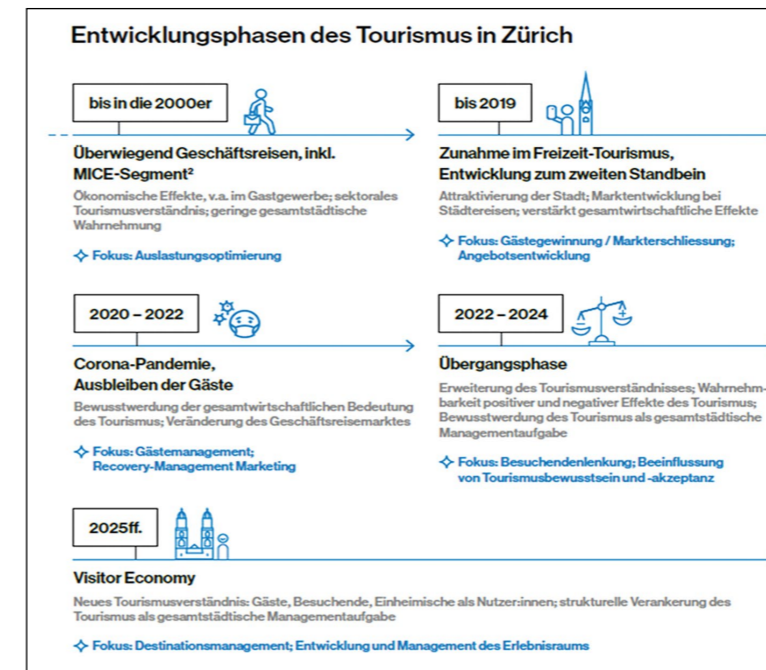 Entwicklungsphasen des Tourismus in Zürich
bis in die 2000er
Überwiegend Geschäftsreisen, inkl.
MICE-Segment²
Ökonomische Effekte, v.a. im Gastgewerbe; sektorales
Tourismusverständnis; geringe gesamtstädtische
Wahrnehmung
Fokus: Auslastungsoptimierung
bis 2019
Zunahme im Freizeit-Tourismus,
Entwicklung zum zweiten Standbein
Attraktivierung der Stadt; Marktentwicklung bei
Städtereisen; verstärkt gesamtwirtschaftliche Effekte
Fokus: Gästegewinnung / Markterschliessung;
Angebotsentwicklung
2020 – 2022
Corona-Pandemie,
Ausbleiben der Gäste
Bewusstwerdung der gesamtwirtschaftlichen Bedeutung
des Tourismus; Veränderung des Geschäftsreisemarktes
Fokus: Gästemanagement;
Recovery-Management Marketing
2022 – 2024
Übergangsphase
Erweiterung des Tourismusverständnisses; Wahrnehm-
barkeit positiver und negativer Effekte des Tourismus;
Bewusstwerdung des Tourismus als gesamtstädtische
Managementaufgabe
Fokus: Besuchendenlenkung; Beeinflussung
von Tourismusbewusstsein und -akzeptanz
2025ff.
Visitor Economy
Neues Tourismusverständnis: Gäste, Besuchende, Einheimische als Nutzer:innen; strukturelle Verankerung des
Tourismus als gesamtstädtische Managementaufgabe
Fokus: Destinationsmanagement; Entwicklung und Management des Erlebnisraums